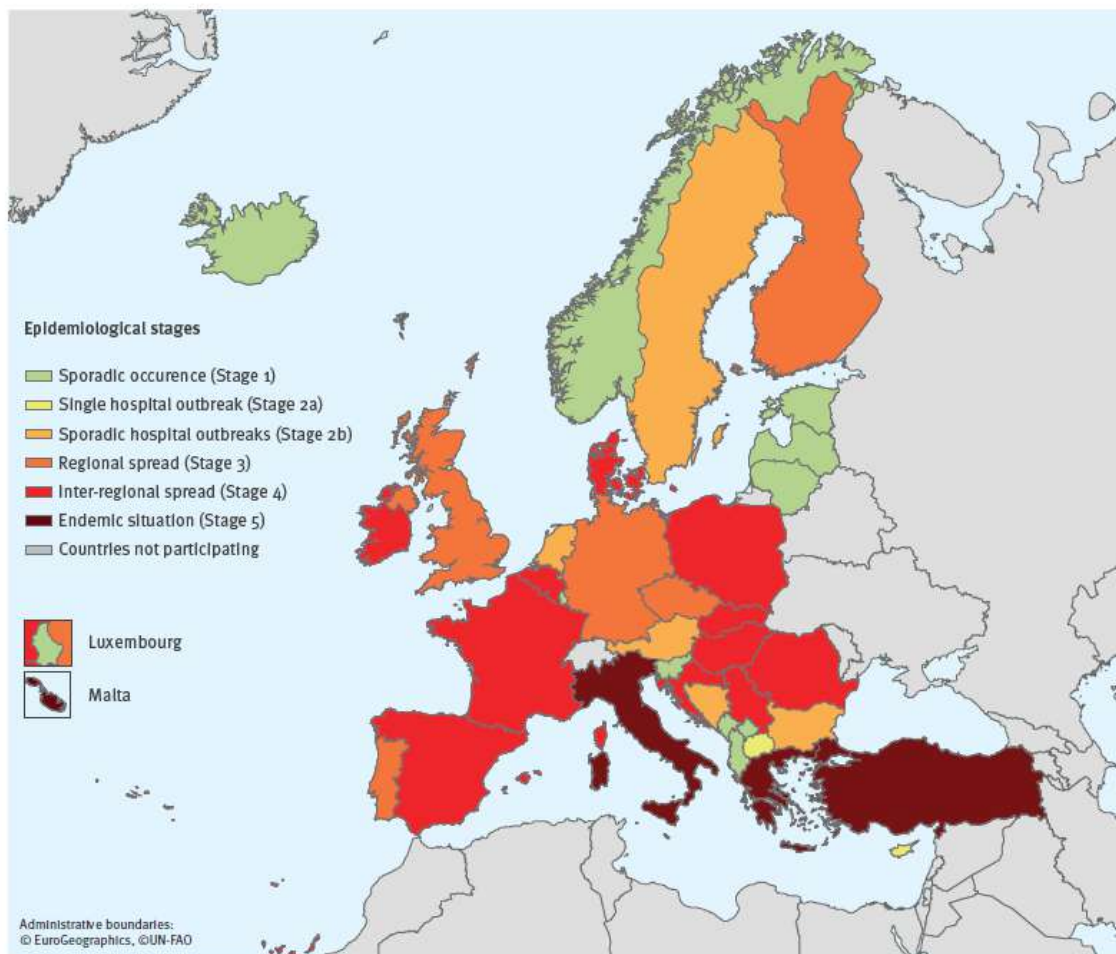 Epidemiological stages
Sporadic occurence (Stage 1)
Single hospital outbreak (Stage 2a)
Sporadic hospital outbreaks (Stage 2b)
Regional spread (Stage 3)
Inter-regional spread (Stage 4)
Endemic situation (Stage 5)
Countries not participating
Luxembourg
Malta
Administrative boundaries:
© EuroGeographics, ©UN-FAO